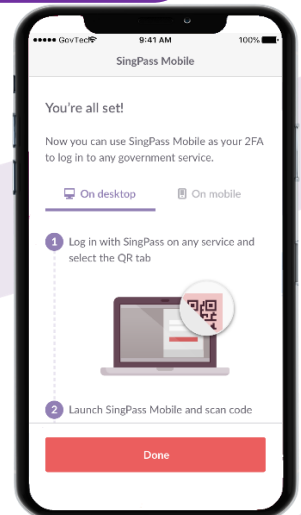 GovTech 9:41 AM 100%
SingPass Mobile
You're all set!
Now you can use SingPass Mobile as your 2FA
to log in to any government service.
On desktop On mobile
1 Log in with SingPass on any service and
select the QR tab
2 Launch SingPass Mobile and scan code
Done